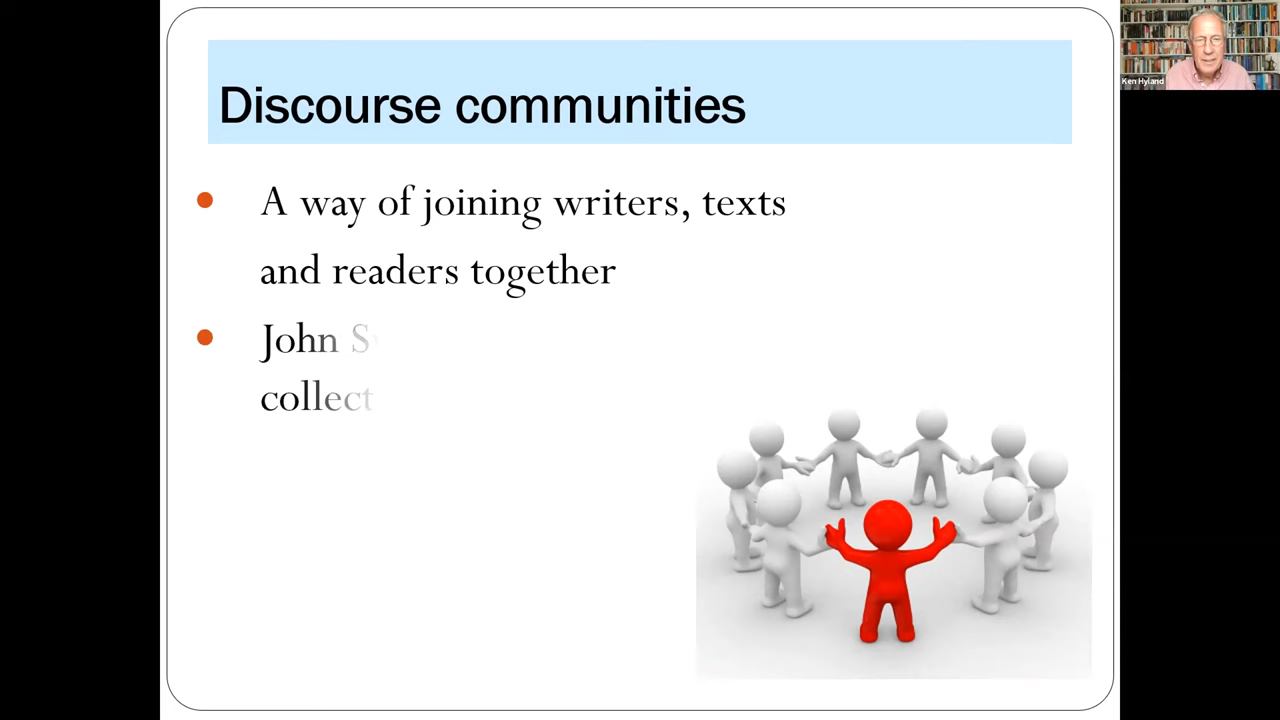 Discourse communities
A way of joining writers, texts
and readers together
John
collect
Ken Hyland